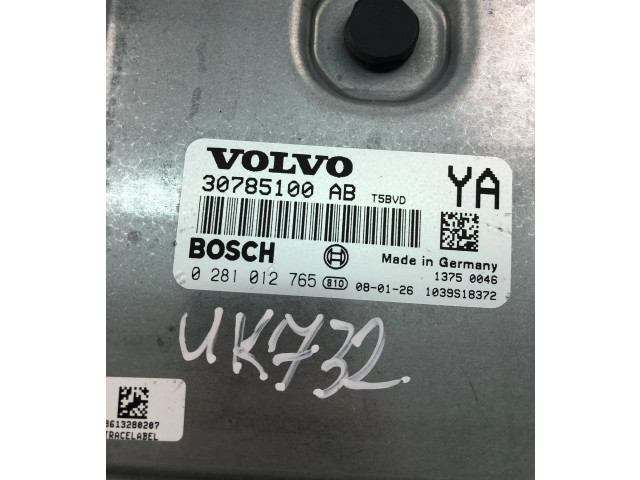 VOLVO
30785100 AB T5BVD YA
BOSCH Made in Germany
0 281 012 765 810 08-01-26 1375 0046
1039S18372
UK732
3613280207
TRACELABEL